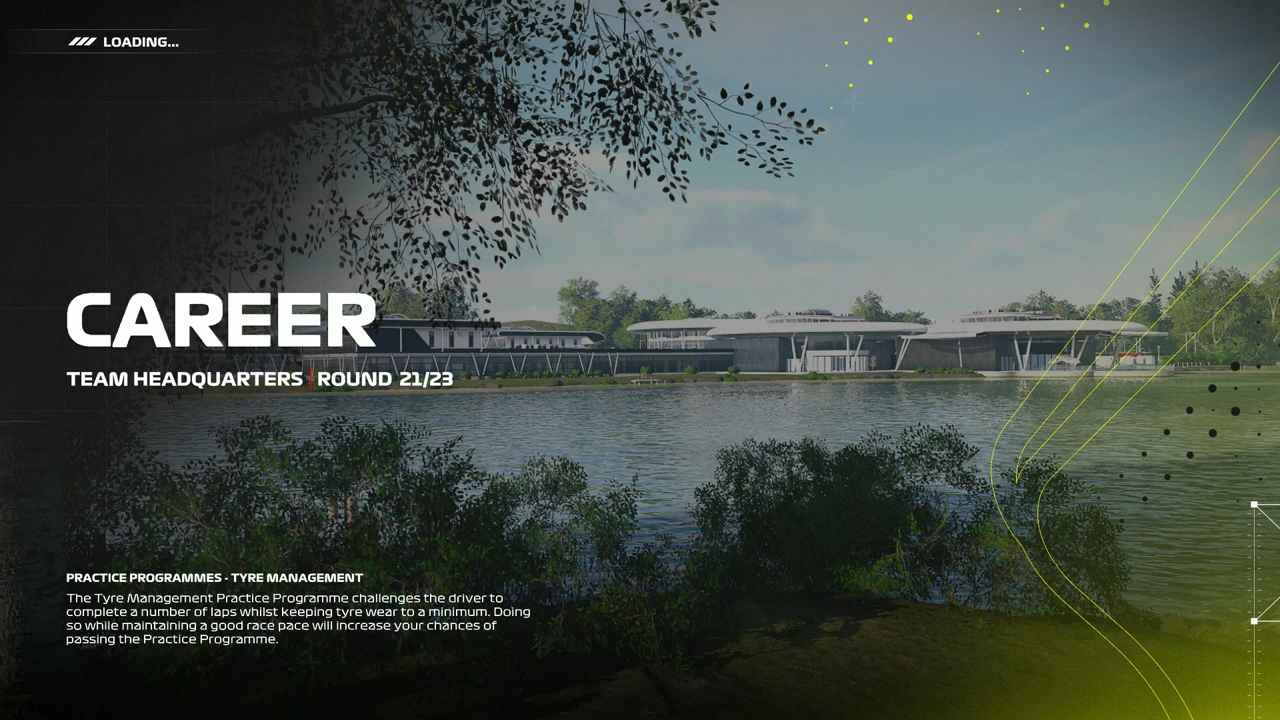 LOADING...
CAREER
TEAM HEADQUARTERS | ROUND 21/23
PRACTICE PROGRAMMES - TYRE MANAGEMENT
The Tyre Management Practice Programme challenges the driver to
complete a number of laps whilst keeping tyre wear to a minimum. Doing
so while maintaining a good race pace will increase your chances of
passing the Practice Programme.